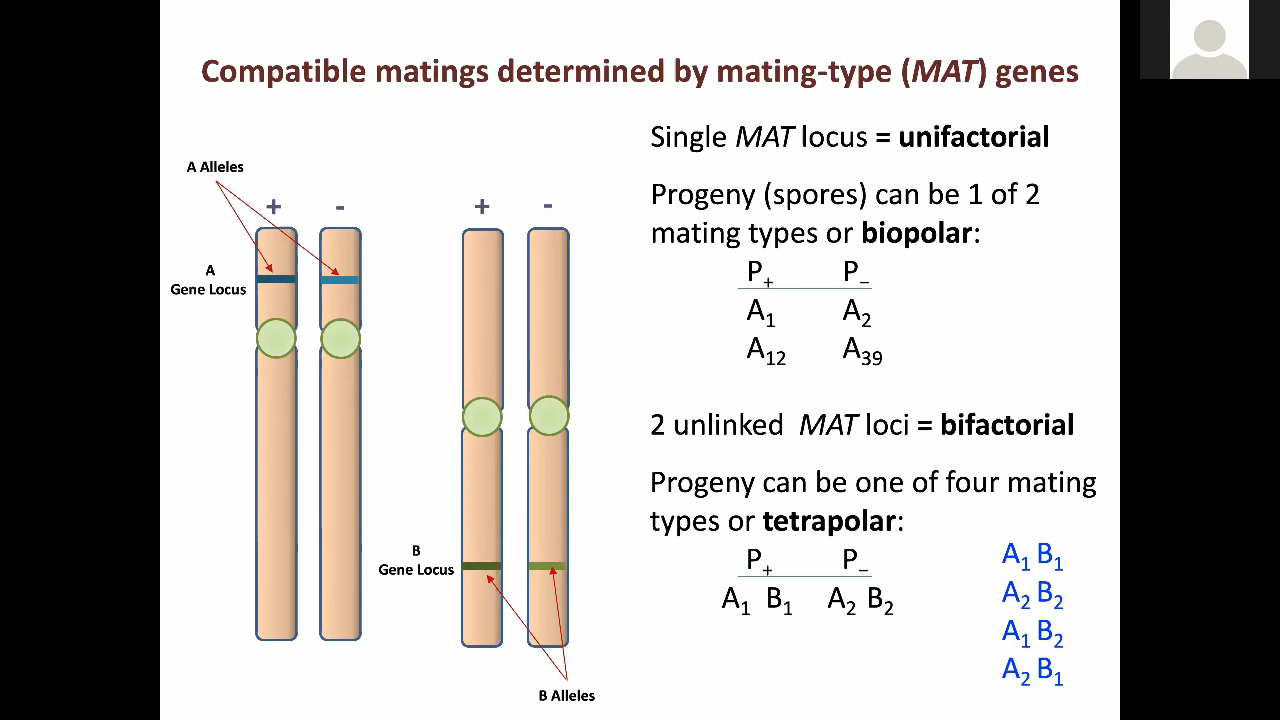 Compatible matings determined by mating-type (MAT) genes
A Alleles
+ -
+ -
A
Gene Locus
B
Gene Locus
B Alleles
Single MAT locus = unifactorial
Progeny (spores) can be 1 of 2
mating types or biopolar:
P₊ P₋
A₁ A₂
A₁₂ A₃₉
2 unlinked MAT loci = bifactorial
Progeny can be one of four mating
types or tetrapolar:
P₊ P₋
A₁ B₁ A₂ B₂
A₁ B₁
A₂ B₂
A₁ B₂
A₂ B₁